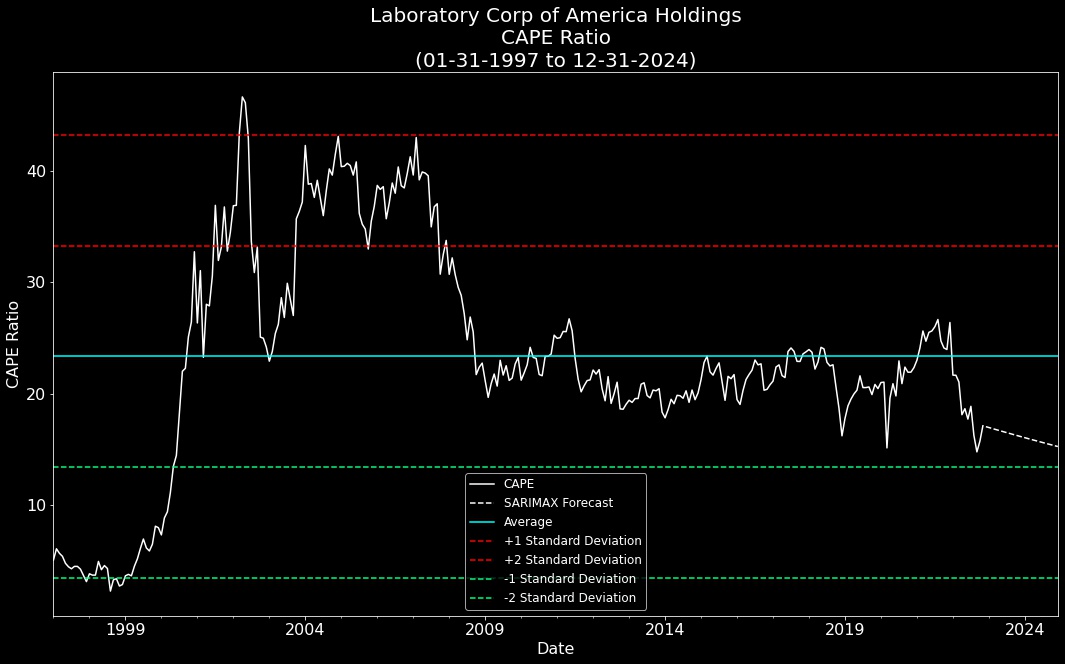 Laboratory Corp of America Holdings
CAPE Ratio
(01-31-1997 to 12-31-2024)
CAPE Ratio
40
30
20
10
CAPE
SARIMAX Forecast
Average
+1 Standard Deviation
+2 Standard Deviation
-1 Standard Deviation
-2 Standard Deviation
1999 2004 2009 2014 2019 2024
Date